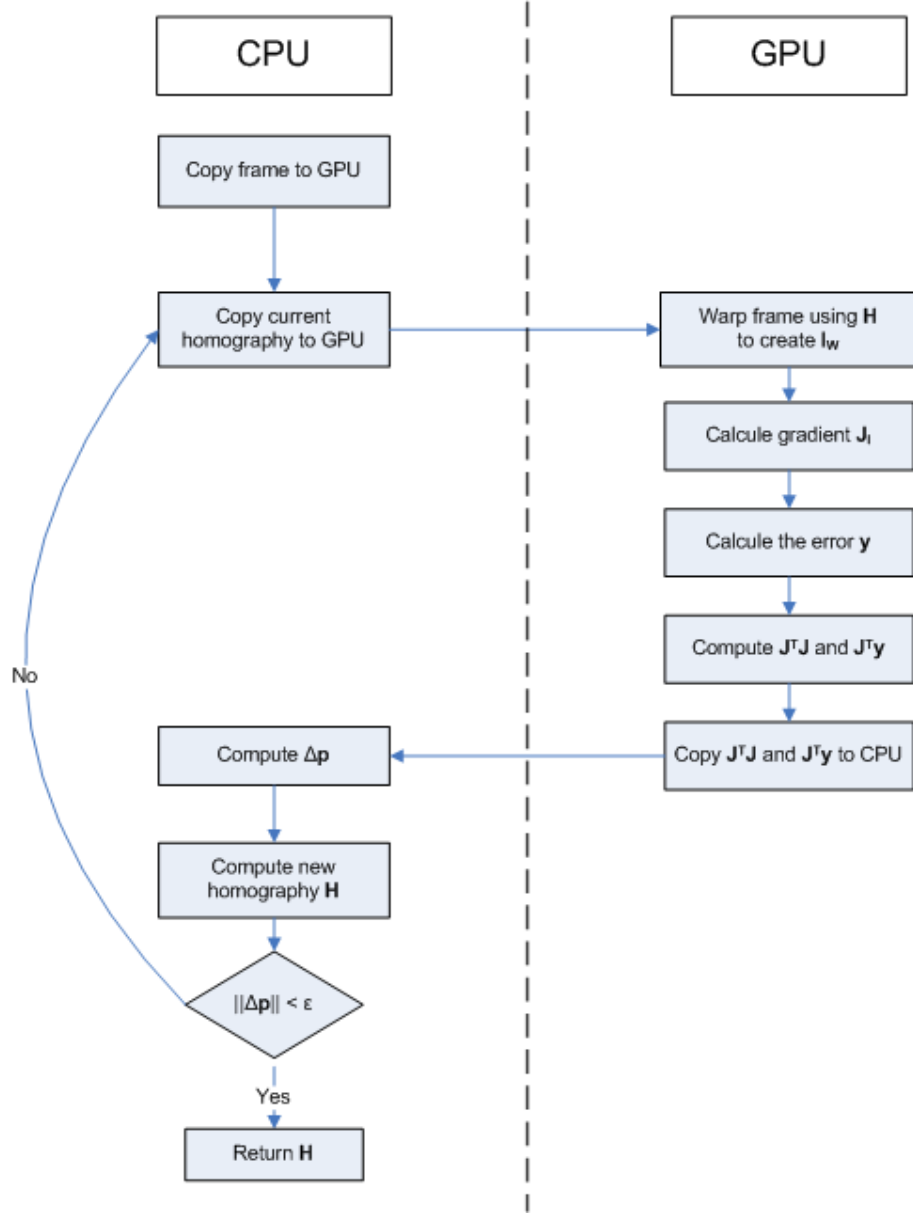 CPU
GPU
Copy frame to GPU
Copy current
homography to GPU
Warp frame using H
to create I_W
Calcule gradient J_I
Calcule the error y
Compute JᵀJ and Jᵀy
Copy JᵀJ and Jᵀy to CPU
Compute Δp
Compute new
homography H
||Δp|| < ε
No
Yes
Return H